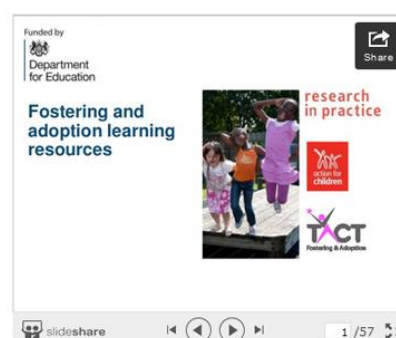 Funded by
Department
for Education
Share
Fostering and
adoption learning
resources
research
in practice
action for
children
TACT
Fostering & Adoption
slideshare
1 /57